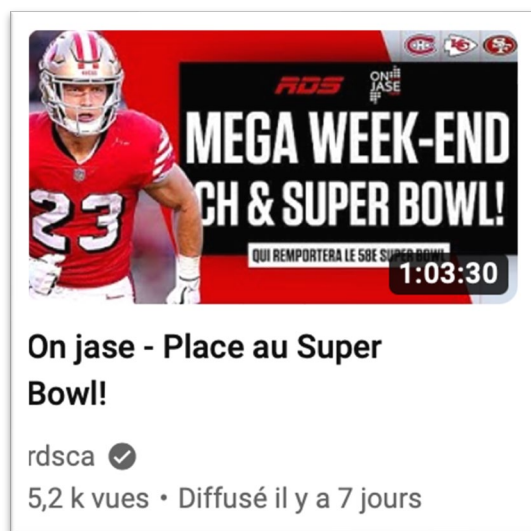 RDS
ON JASE
MEGA WEEK-END
CH & SUPER BOWL!
QUI REMPORTERA LE 58E SUPER BOWL
1:03:30
23
On jase - Place au Super
Bowl!
rdsca
5,2 k vues • Diffusé il y a 7 jours